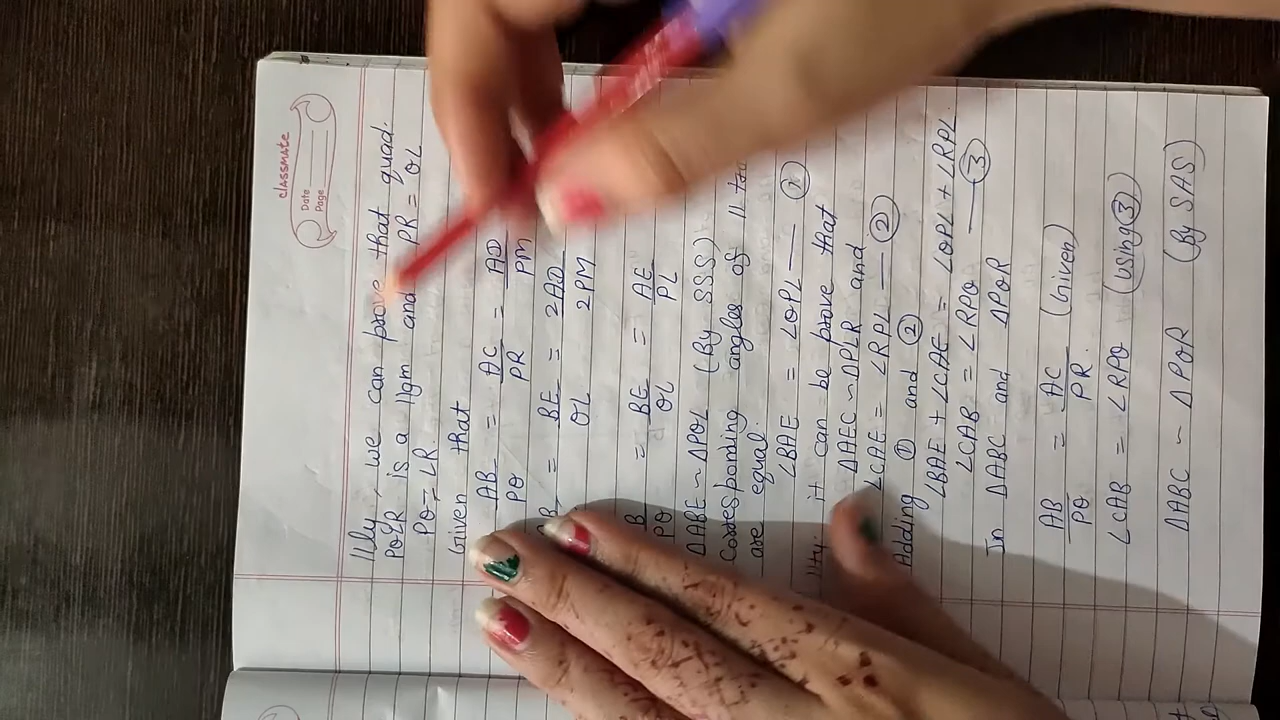 classmate
Date
Page
llly, we can prove that quad.
PQLR is a llgm and PR = QL
PQ = LR
Given that
AB/PQ = AC/PR = AD/PM
= BE/QL = 2AD/2PM
= BE/QL = AE/PL
ΔABE ~ ΔPQL (By SSS)
Corresponding angles of ll
are equal.
∠BAE = ∠QPL — ①
llly. it can be prove that
ΔAEC ~ ΔPLR and
∠CAE = ∠RPL — ②
Adding ① and ②
∠BAE + ∠CAE = ∠QPL + ∠RPL
∠CAB = ∠RPQ — ③
In ΔABC and ΔPQR
AB/PQ = AC/PR. (Given)
∠CAB = ∠RPQ (using ③)
ΔABC ~ ΔPQR (By SAS)